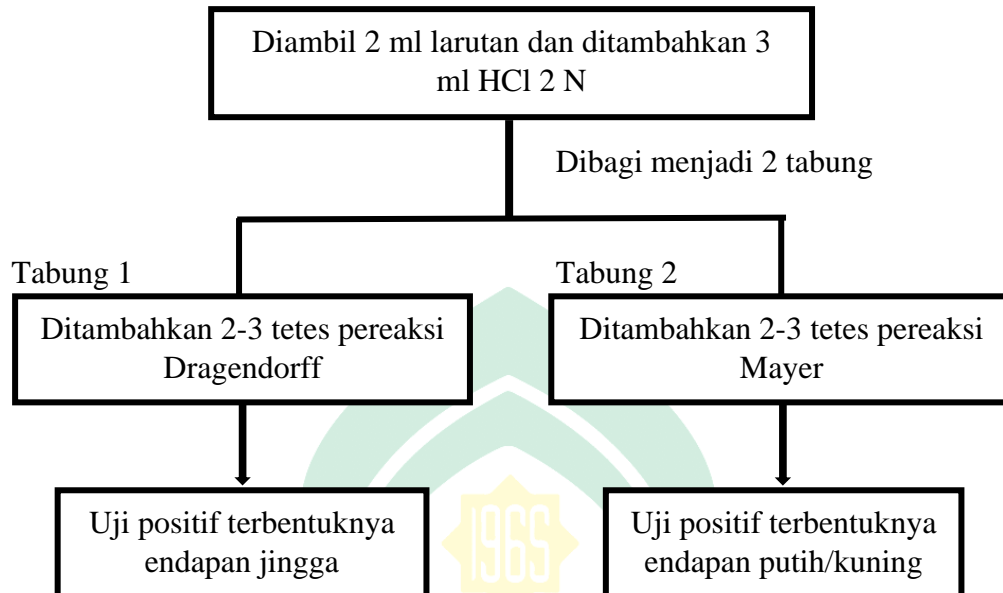 Diambil 2 ml larutan dan ditambahkan 3
ml HCl 2 N
Dibagi menjadi 2 tabung
Tabung 1
Ditambahkan 2-3 tetes pereaksi
Dragendorff
Uji positif terbentuknya
endapan jingga
Tabung 2
Ditambahkan 2-3 tetes pereaksi
Mayer
Uji positif terbentuknya
endapan putih/kuning
1965